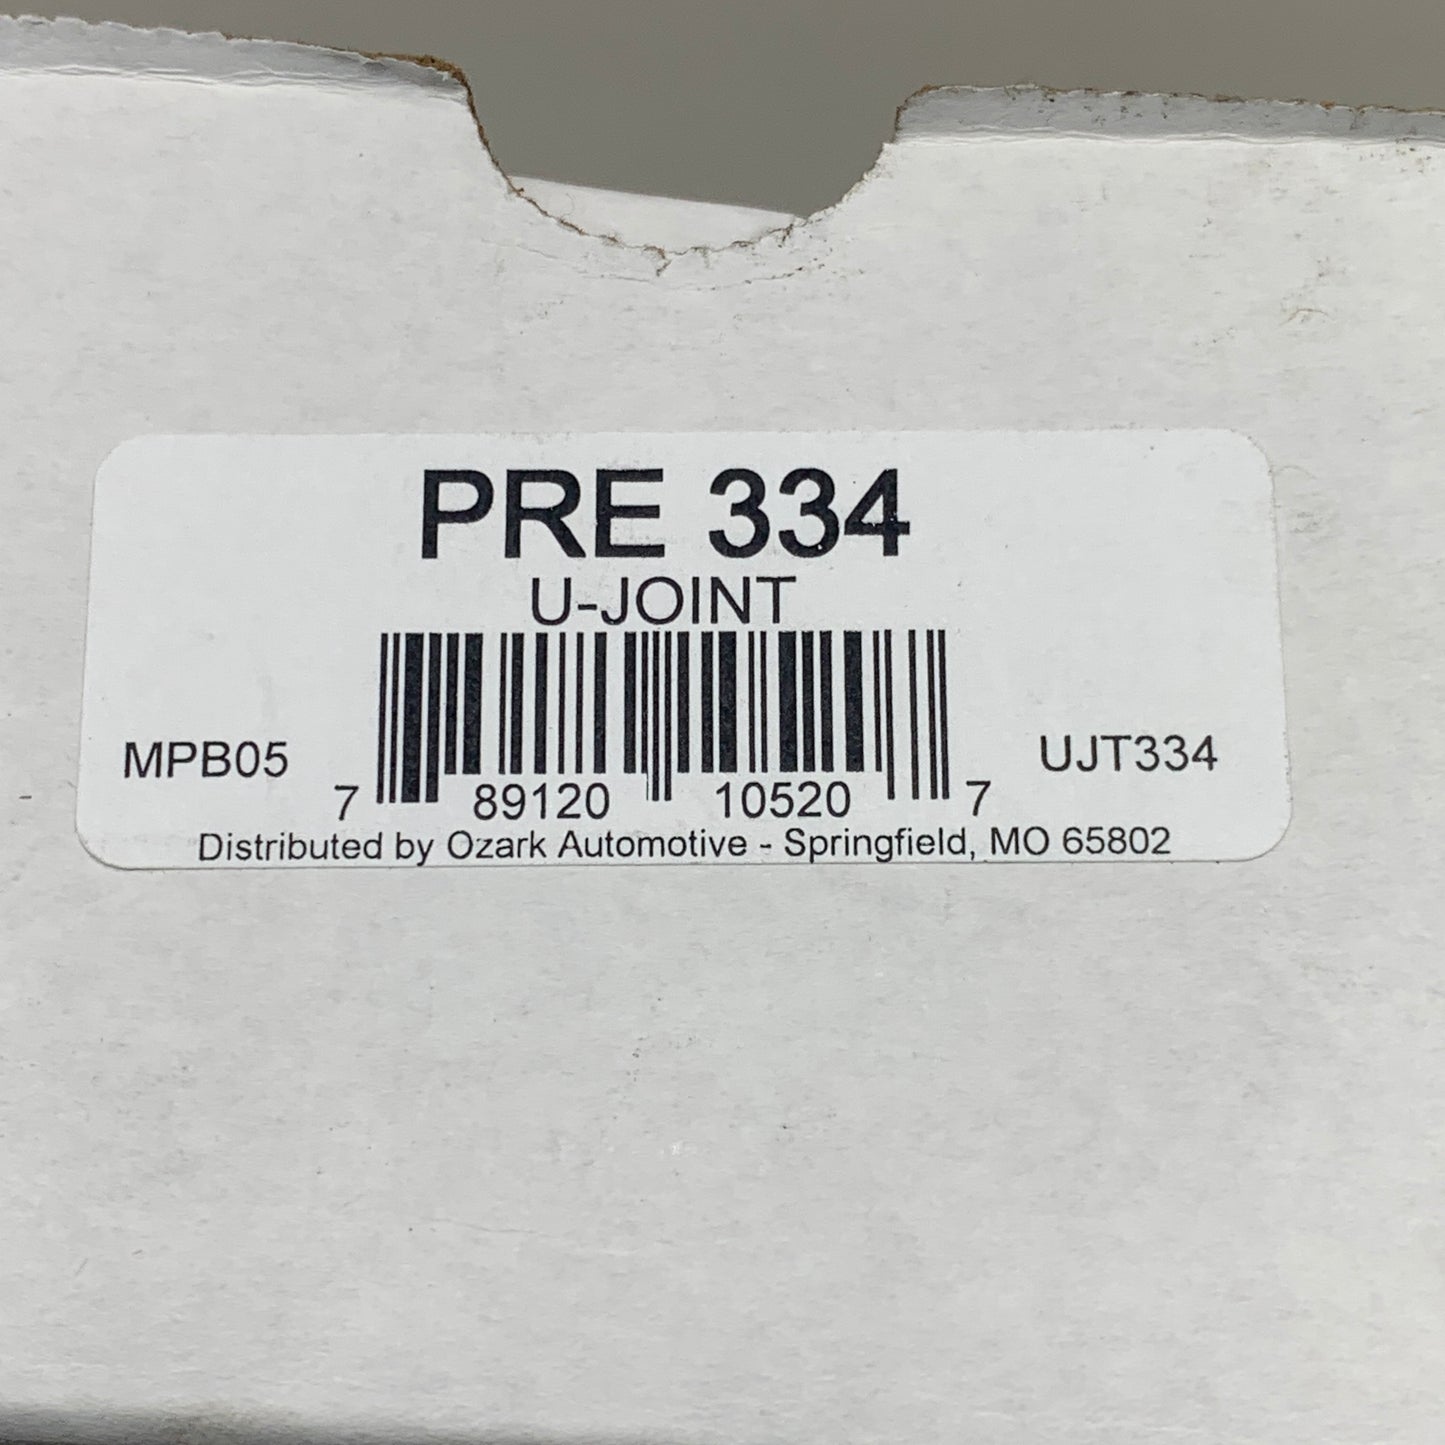 PRE 334
U-JOINT
MPB05
UJT334
7 89120 10520 7
Distributed by Ozark Automotive - Springfield, MO 65802